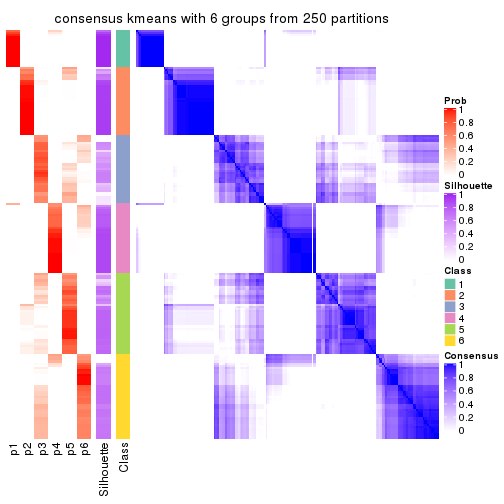 consensus kmeans with 6 groups from 250 partitions
Prob
1
0.8
0.6
0.4
0.2
0
Silhouette
1
0.8
0.6
0.4
0.2
0
Class
1
2
3
4
5
6
Consensus
1
0.8
0.6
0.4
0.2
0
p1
p2
p3
p4
p5
p6
Silhouette
Class